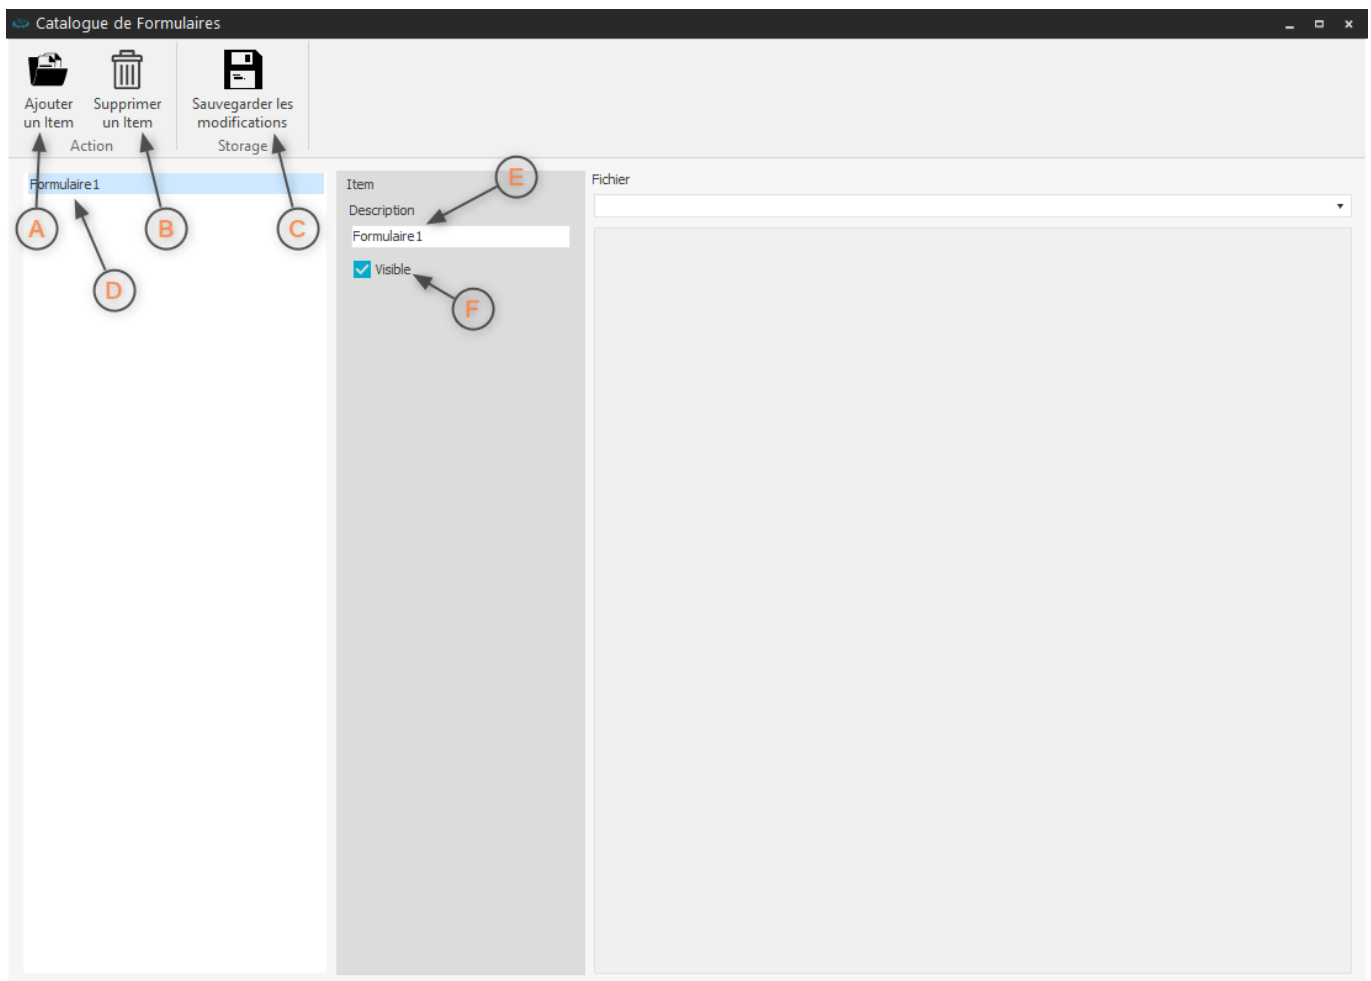 Catalogue de Formulaires
Ajouter
un Item
Supprimer
un Item
Sauvegarder les
modifications
Action
Storage
Formulaire1
Item
Description
Formulaire1
Visible
Fichier
A
B
C
D
E
F